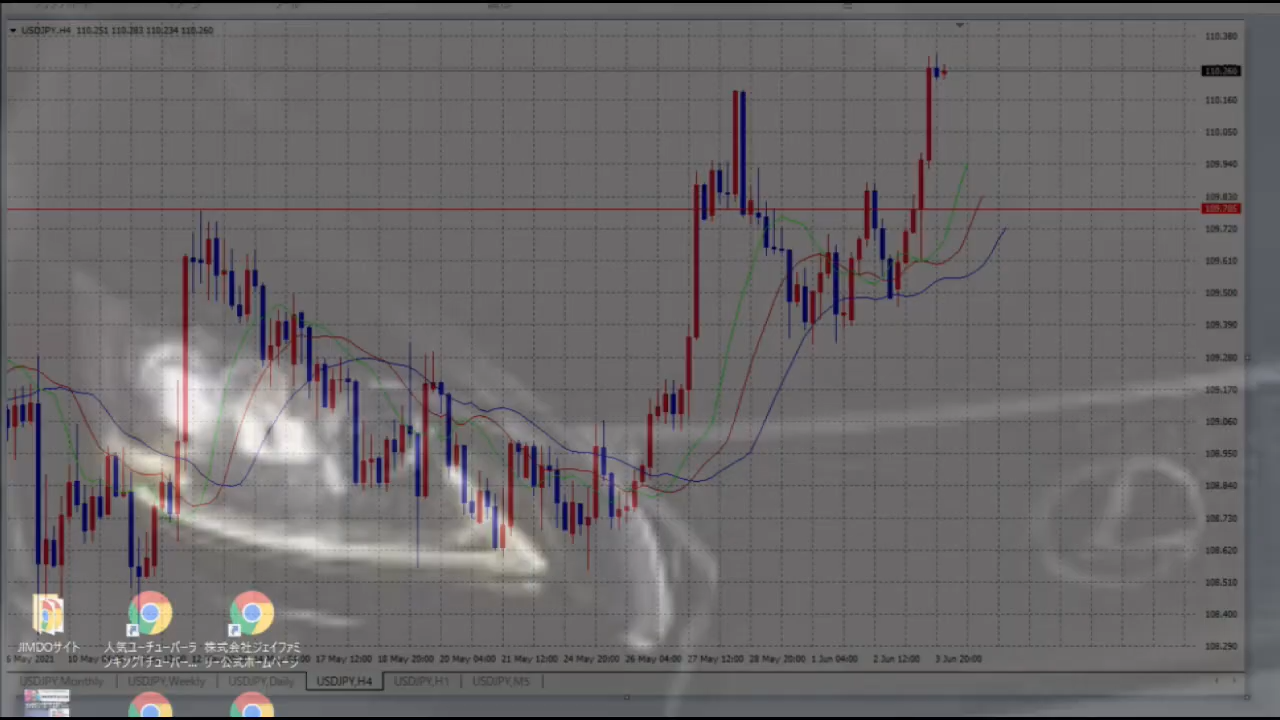 USDJPY,H4 110.251 110.283 110.234 110.260
110.380
110.260
110.160
110.050
109.940
109.830
109.785
109.720
109.610
109.500
109.390
109.280
109.170
109.060
108.950
108.840
108.730
108.620
108.510
108.400
108.290
JIMDOサイト
人気ユーチューバーラ
ンキング(チューバー...
株式会社ジェイファミ
リー公式ホームページ
6 May 2021 10 May 12 17 May 12:00 18 May 20:00 20 May 04:00 21 May 12:00 24 May 20:00 26 May 04:00 27 May 12:00 28 May 20:00 1 Jun 04:00 2 Jun 12:00 3 Jun 20:00
USDJPY,Monthly USDJPY,Weekly USDJPY,Daily USDJPY,H4 USDJPY,H1 USDJPY,M5